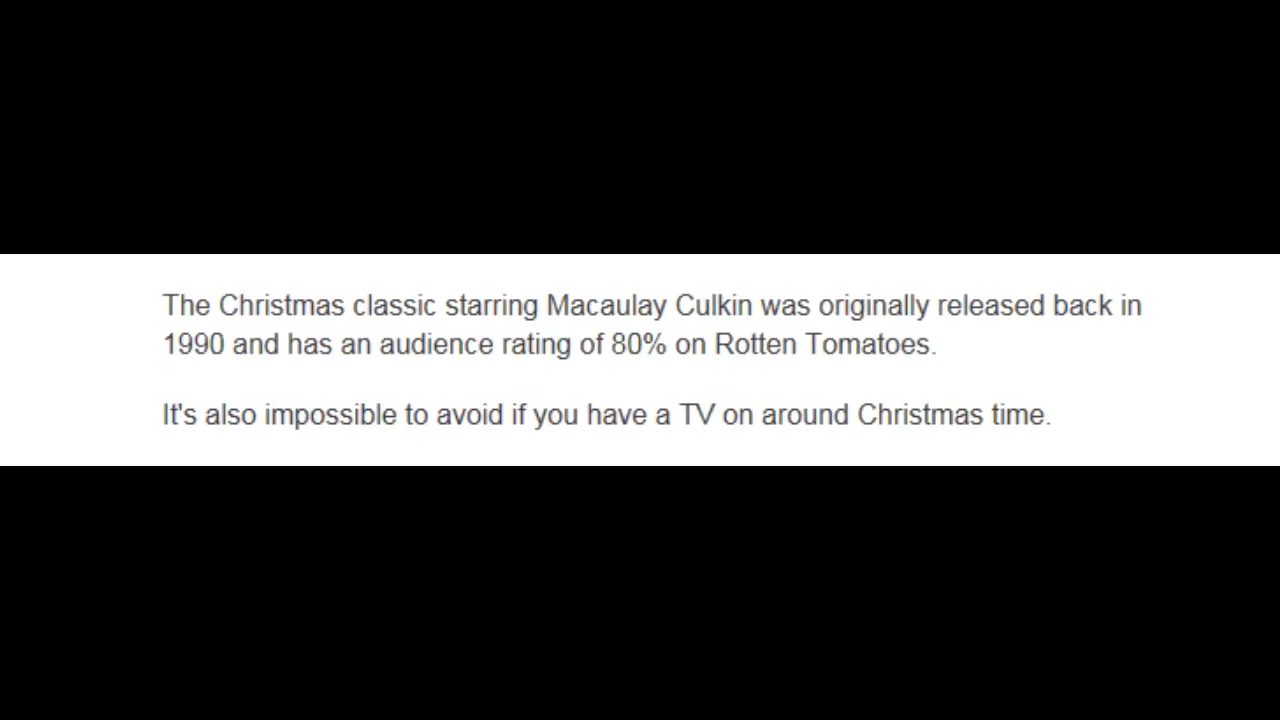 The Christmas classic starring Macaulay Culkin was originally released back in
1990 and has an audience rating of 80% on Rotten Tomatoes.
It's also impossible to avoid if you have a TV on around Christmas time.